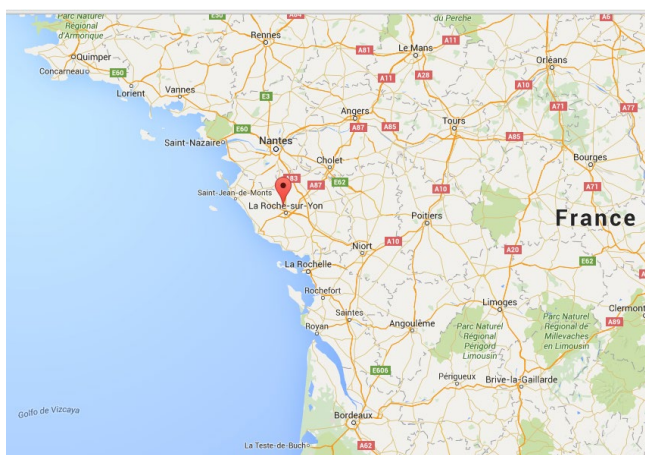 Parc Naturel
Régional
d'Armorique
Quimper
Concarneau
E60
Lorient
Vannes
Rennes
E3
A81
A11
Le Mans
A28
du Perche
A11
Orléans
A6
A10
A71
A77
Saint-Nazaire
E60
Nantes
Angers
A87
A85
Tours
A85
Bourges
A71
Cholet
A83
A87
E62
Saint-Jean-de-Monts
La Roche-sur-Yon
A10
Poitiers
France
A20
E62
Niort
A10
La Rochelle
Rochefort
Saintes
Royan
Angoulême
Limoges
Clermont
A89
Parc Naturel
Régional
Périgord
Limousin
Parc Naturel
Régional de
Millevaches
en Limousin
E606
Périgueux
Brive-la-Gaillarde
Golfo de Vizcaya
Bordeaux
La Teste-de-Buch
A62